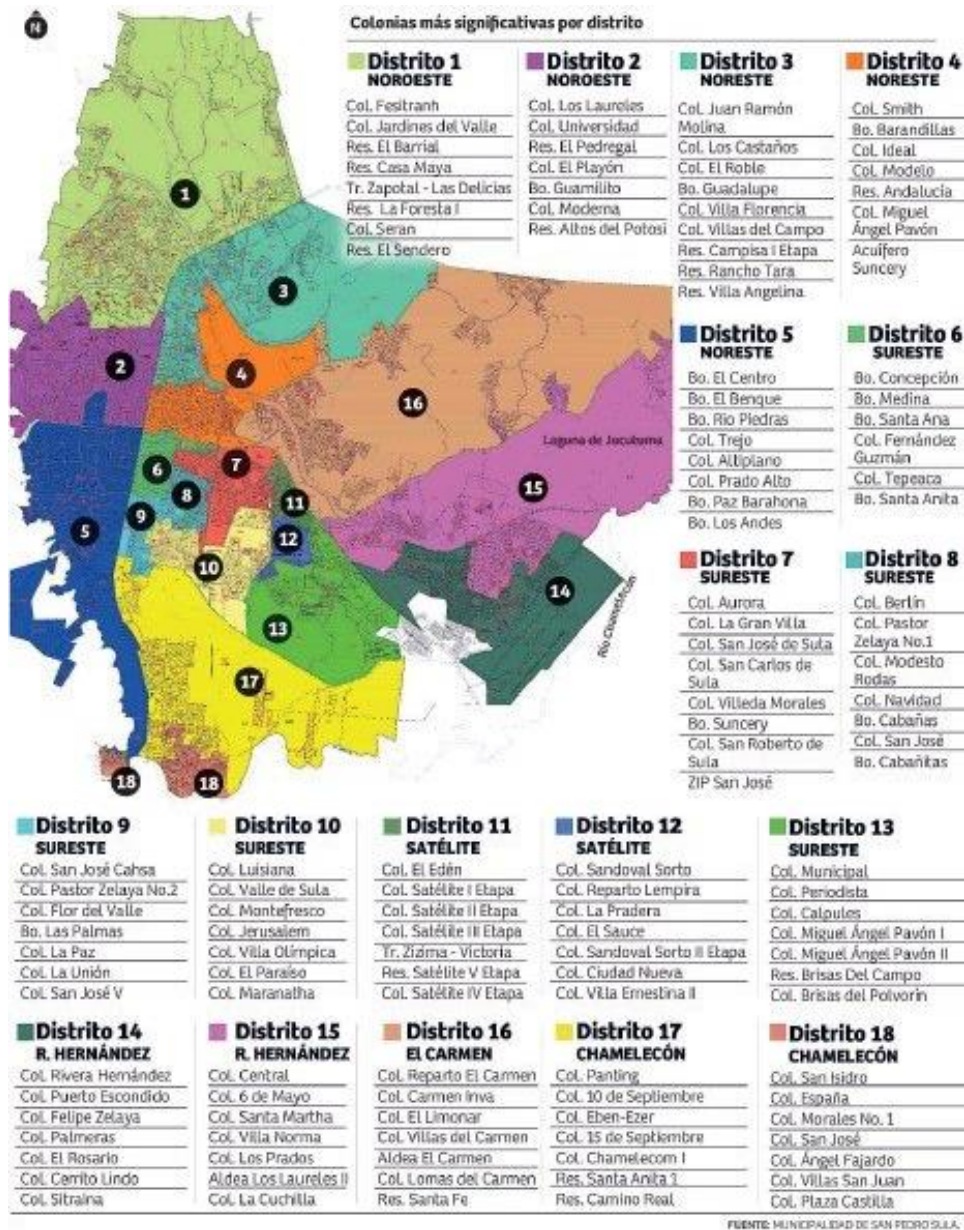 N
Colonias más significativas por distrito
Distrito 1
NOROESTE
Col. Fesitranh
Col. Jardines del Valle
Res. El Barrial
Res. Casa Maya
Tr. Zapotal - Las Delicias
Res. La Foresta I
Col. Seran
Res. El Sendero
Distrito 2
NOROESTE
Col. Los Laureles
Col. Universidad
Res. El Pedregal
Col. El Playón
Bo. Guamilito
Col. Moderna
Res. Altos del Potosi
Distrito 3
NORESTE
Col. Juan Ramón
Molina
Col. Los Castaños
Col. El Roble
Bo. Guadalupe
Col. Villa Florencia
Col. Villas del Campo
Res. Campisa I Etapa
Res. Rancho Tara
Res. Villa Angelina
Distrito 4
NORESTE
Col. Smith
Bo. Barandillas
Col. Ideal
Col. Modelo
Res. Andalucía
Col. Miguel
Ángel Pavón
Acuífero
Suncery
Distrito 5
NORESTE
Bo. El Centro
Bo. El Benque
Bo. Rio Piedras
Col. Trejo
Col. Altiplano
Col. Prado Alto
Bo. Paz Barahona
Bo. Los Andes
Distrito 6
SURESTE
Bo. Concepción
Bo. Medina
Bo. Santa Ana
Col. Fernández
Guzmán
Col. Tepeaca
Bo. Santa Anita
Distrito 7
SURESTE
Col. Aurora
Col. La Gran Villa
Col. San José de Sula
Col. San Carlos de
Sula
Col. Villeda Morales
Bo. Suncery
Col. San Roberto de
Sula
ZIP San José
Distrito 8
SURESTE
Col. Berlín
Col. Pastor
Zelaya No.1
Col. Modesto
Rodas
Col. Navidad
Bo. Cabañas
Col. San José
Bo. Cabañitas
1
2
3
4
16
Laguna de Jucutuma
15
6
7
8
9
5
11
12
10
13
14
Río Chamelecón
17
18
18
Distrito 9
SURESTE
Col. San José Cahsa
Col. Pastor Zelaya No.2
Col. Flor del Valle
Bo. Las Palmas
Col. La Paz
Col. La Unión
Col. San José V
Distrito 10
SURESTE
Col. Luisiana
Col. Valle de Sula
Col. Montefresco
Col. Jerusalem
Col. Villa Olímpica
Col. El Paraíso
Col. Maranatha
Distrito 11
SATÉLITE
Col. El Edén
Col. Satélite I Etapa
Col. Satélite II Etapa
Col. Satélite III Etapa
Tr. Zizima - Victoria
Res. Satélite V Etapa
Col. Satélite IV Etapa
Distrito 12
SATÉLITE
Col. Sandoval Sorto
Col. Reparto Lempira
Col. La Pradera
Col. El Sauce
Col. Sandoval Sorto II Etapa
Col. Ciudad Nueva
Col. Villa Ernestina II
Distrito 13
SURESTE
Col. Municipal
Col. Periodista
Col. Calpules
Col. Miguel Ángel Pavón I
Col. Miguel Ángel Pavón II
Res. Brisas Del Campo
Col. Brisas del Polvorin
Distrito 14
R. HERNÁNDEZ
Col. Rivera Hernández
Col. Puerto Escondido
Col. Felipe Zelaya
Col. Palmeras
Col. El Rosario
Col. Cerrito Lindo
Col. Sitraina
Distrito 15
R. HERNÁNDEZ
Col. Central
Col. 6 de Mayo
Col. Santa Martha
Col. Villa Norma
Col. Los Prados
Aldea Los Laureles II
Col. La Cuchilla
Distrito 16
EL CARMEN
Col. Reparto El Carmen
Col. Carmen Inva
Col. El Limonar
Col. Villas del Carmen
Aldea El Carmen
Col. Lomas del Carmen
Res. Santa Fe
Distrito 17
CHAMELECÓN
Col. Panting
Col. 10 de Septiembre
Col. Eben-Ezer
Col. 15 de Septiembre
Col. Chamelecom I
Res. Santa Anita 1
Res. Camino Real
Distrito 18
CHAMELECÓN
Col. San Isidro
Col. España
Col. Morales No. 1
Col. San José
Col. Ángel Fajardo
Col. Villas San Juan
Col. Plaza Castilla
FUENTE: MUNICIPALIDAD DE SAN PEDRO SULA